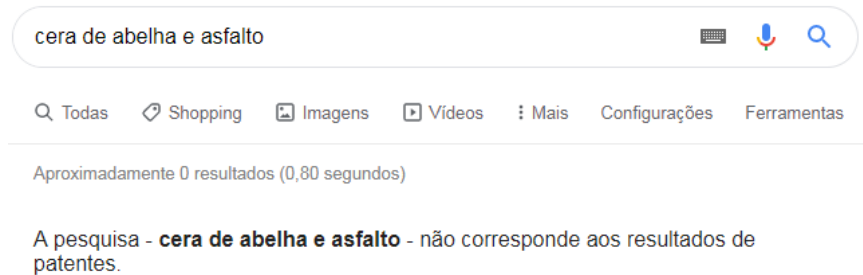 cera de abelha e asfalto
Todas Shopping Imagens Vídeos Mais Configurações Ferramentas
Aproximadamente 0 resultados (0,80 segundos)
A pesquisa - cera de abelha e asfalto - não corresponde aos resultados de
patentes.